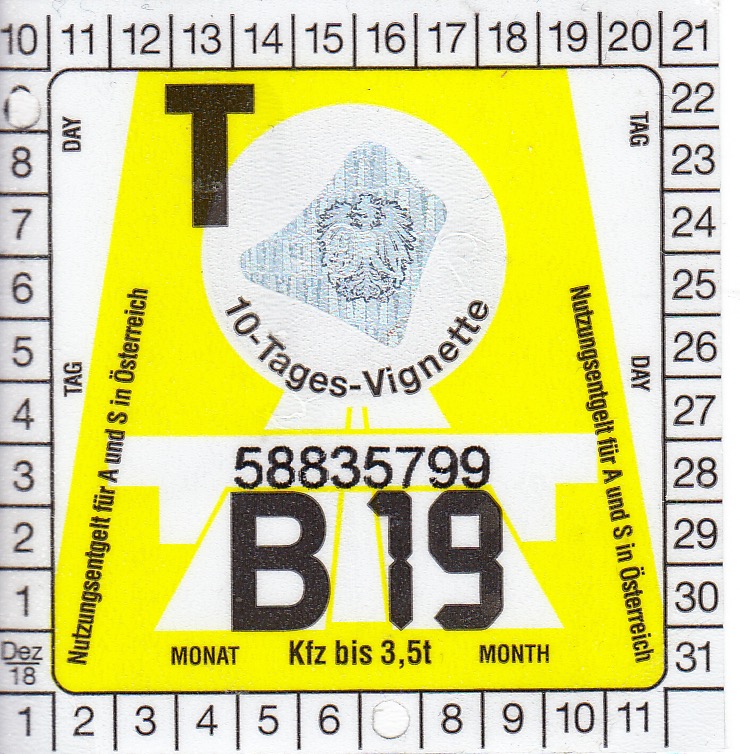 10 11 12 13 14 15 16 17 18 19 20 21
22
8 23
7 24
6 25
5 26
4 27
3 28
2 29
1 30
Dez
18
31
1 2 3 4 5 6 8 9 10 11
DAY
TAG
T
10-Tages-Vignette
TAG
DAY
Nutzungsentgelt für A und S in Österreich
Nutzungsentgelt für A und S in Österreich
58835799
B 19
MONAT Kfz bis 3,5t MONTH